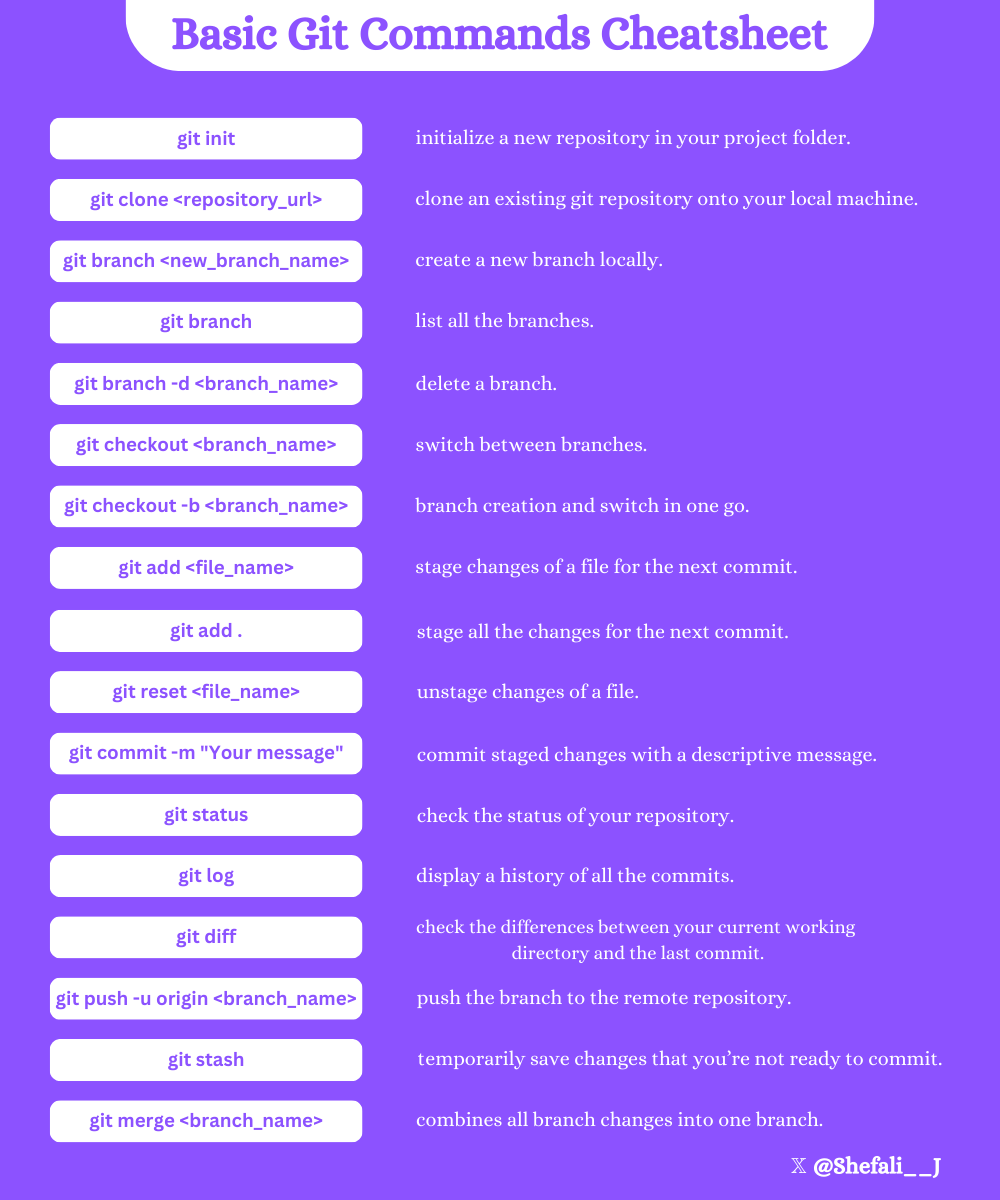 Basic Git Commands Cheatsheet
git init
initialize a new repository in your project folder.
git clone <repository_url>
clone an existing git repository onto your local machine.
git branch <new_branch_name>
create a new branch locally.
git branch
list all the branches.
git branch -d <branch_name>
delete a branch.
git checkout <branch_name>
switch between branches.
git checkout -b <branch_name>
branch creation and switch in one go.
git add <file_name>
stage changes of a file for the next commit.
git add .
stage all the changes for the next commit.
git reset <file_name>
unstage changes of a file.
git commit -m "Your message"
commit staged changes with a descriptive message.
git status
check the status of your repository.
git log
display a history of all the commits.
git diff
check the differences between your current working
directory and the last commit.
git push -u origin <branch_name>
push the branch to the remote repository.
git stash
temporarily save changes that you’re not ready to commit.
git merge <branch_name>
combines all branch changes into one branch.
𝕏 @Shefali__J